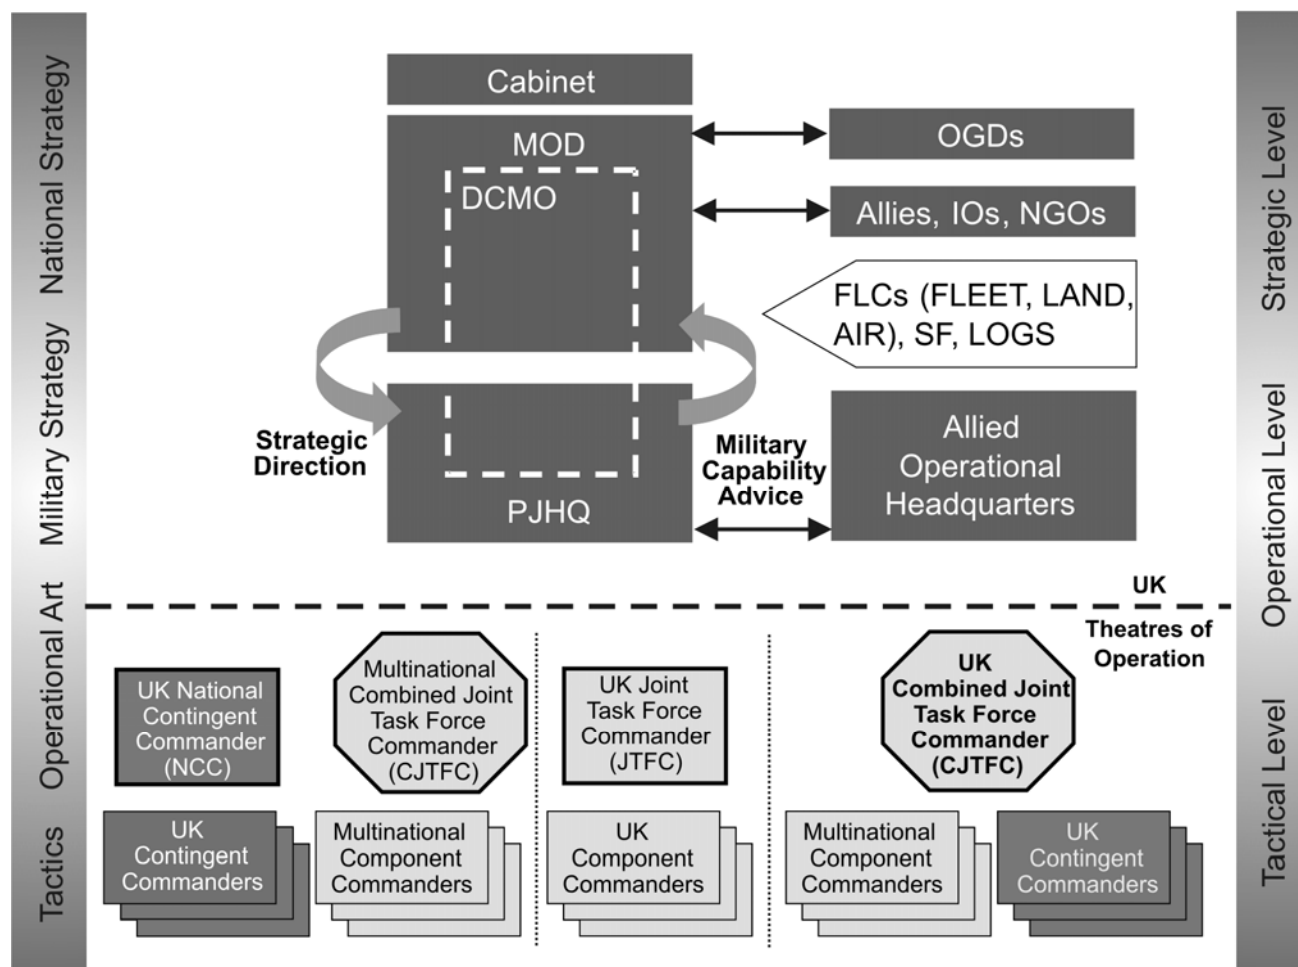 National Strategy
Military Strategy
Operational Art
Tactics
Cabinet
MOD
DCMO
PJHQ
OGDs
Allies, IOs, NGOs
FLCs (FLEET, LAND,
AIR), SF, LOGS
Strategic
Direction
Military
Capability
Advice
Allied
Operational
Headquarters
UK
Theatres of
Operation
UK National
Contingent
Commander
(NCC)
Multinational
Combined Joint
Task Force
Commander
(CJTFC)
UK Joint
Task Force
Commander
(JTFC)
UK
Combined Joint
Task Force
Commander
(CJTFC)
UK
Contingent
Commanders
Multinational
Component
Commanders
UK
Component
Commanders
Multinational
Component
Commanders
UK
Contingent
Commanders
Strategic Level
Operational Level
Tactical Level